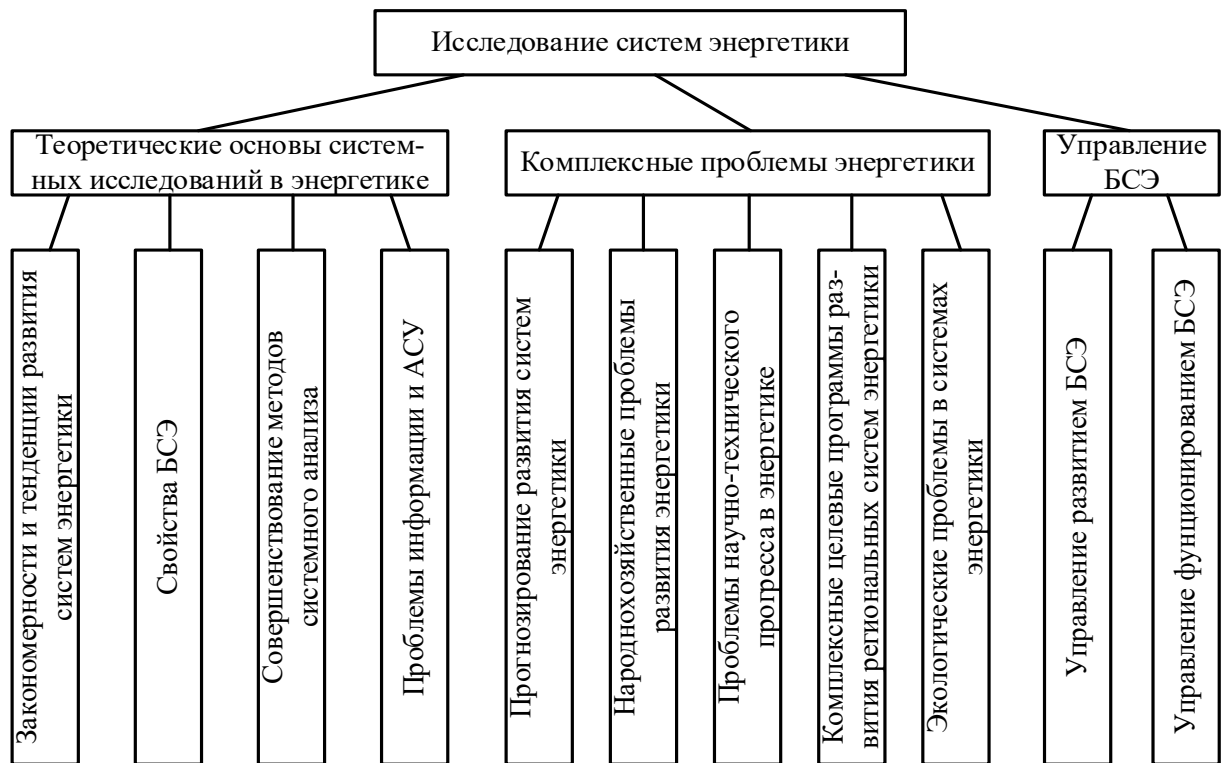 Исследование систем энергетики
Теоретические основы систем-
ных исследований в энергетике
Комплексные проблемы энергетики
Управление
БСЭ
Закономерности и тенденции развития
систем энергетики
Свойства БСЭ
Совершенствование методов
системного анализа
Проблемы информации и АСУ
Прогнозирование развития систем
энергетики
Народнохозяйственные проблемы
развития энергетики
Проблемы научно-технического
прогресса в энергетике
Комплексные целевые программы раз-
вития региональных систем энергетики
Экологические проблемы в системах
энергетики
Управление развитием БСЭ
Управление фунционированием БСЭ